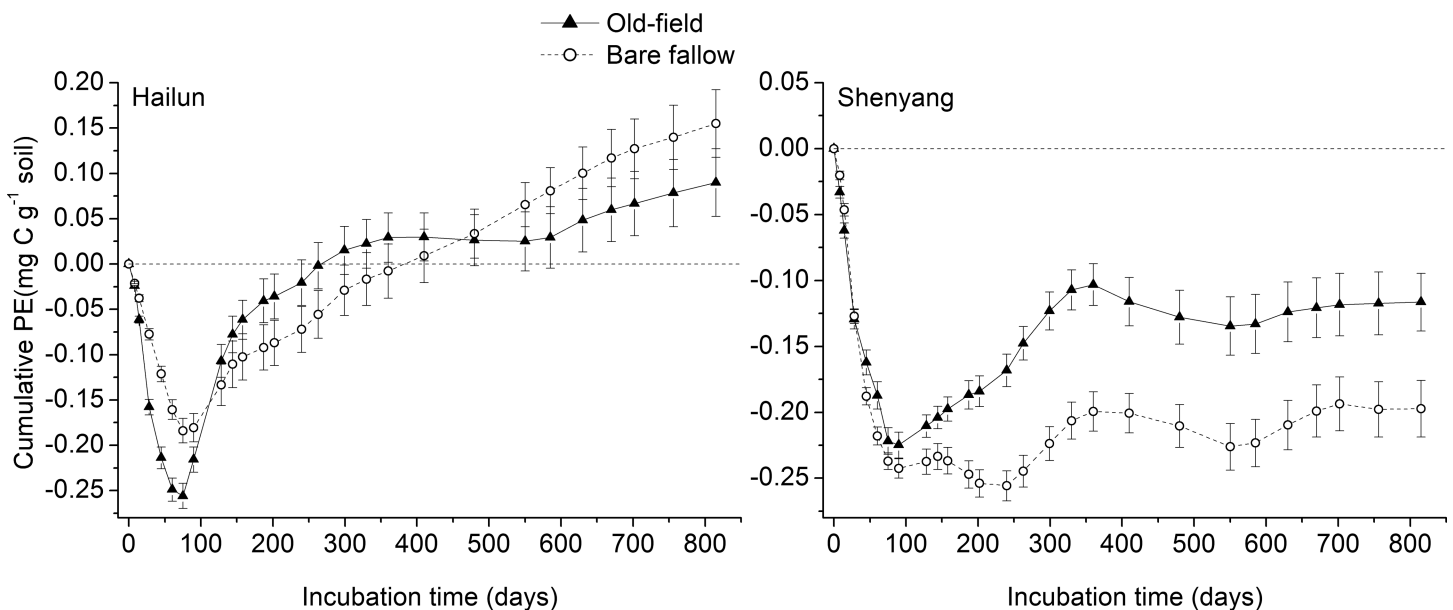 Old-field
Bare fallow
Hailun
Cumulative PE(mg C g⁻¹ soil)
0.20
0.15
0.10
0.05
0.00
-0.05
-0.10
-0.15
-0.20
-0.25
0 100 200 300 400 500 600 700 800
Incubation time (days)
Shenyang
0.05
0.00
-0.05
-0.10
-0.15
-0.20
-0.25
0 100 200 300 400 500 600 700 800
Incubation time (days)